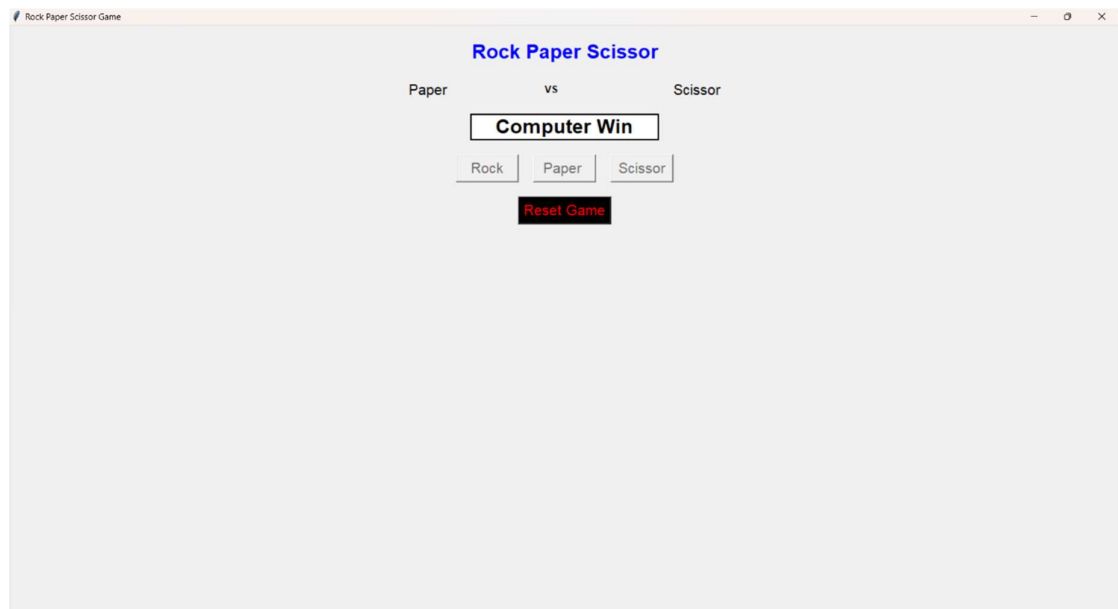 Rock Paper Scissor Game
Rock Paper Scissor
Paper vs Scissor
Computer Win
Rock Paper Scissor
Reset Game